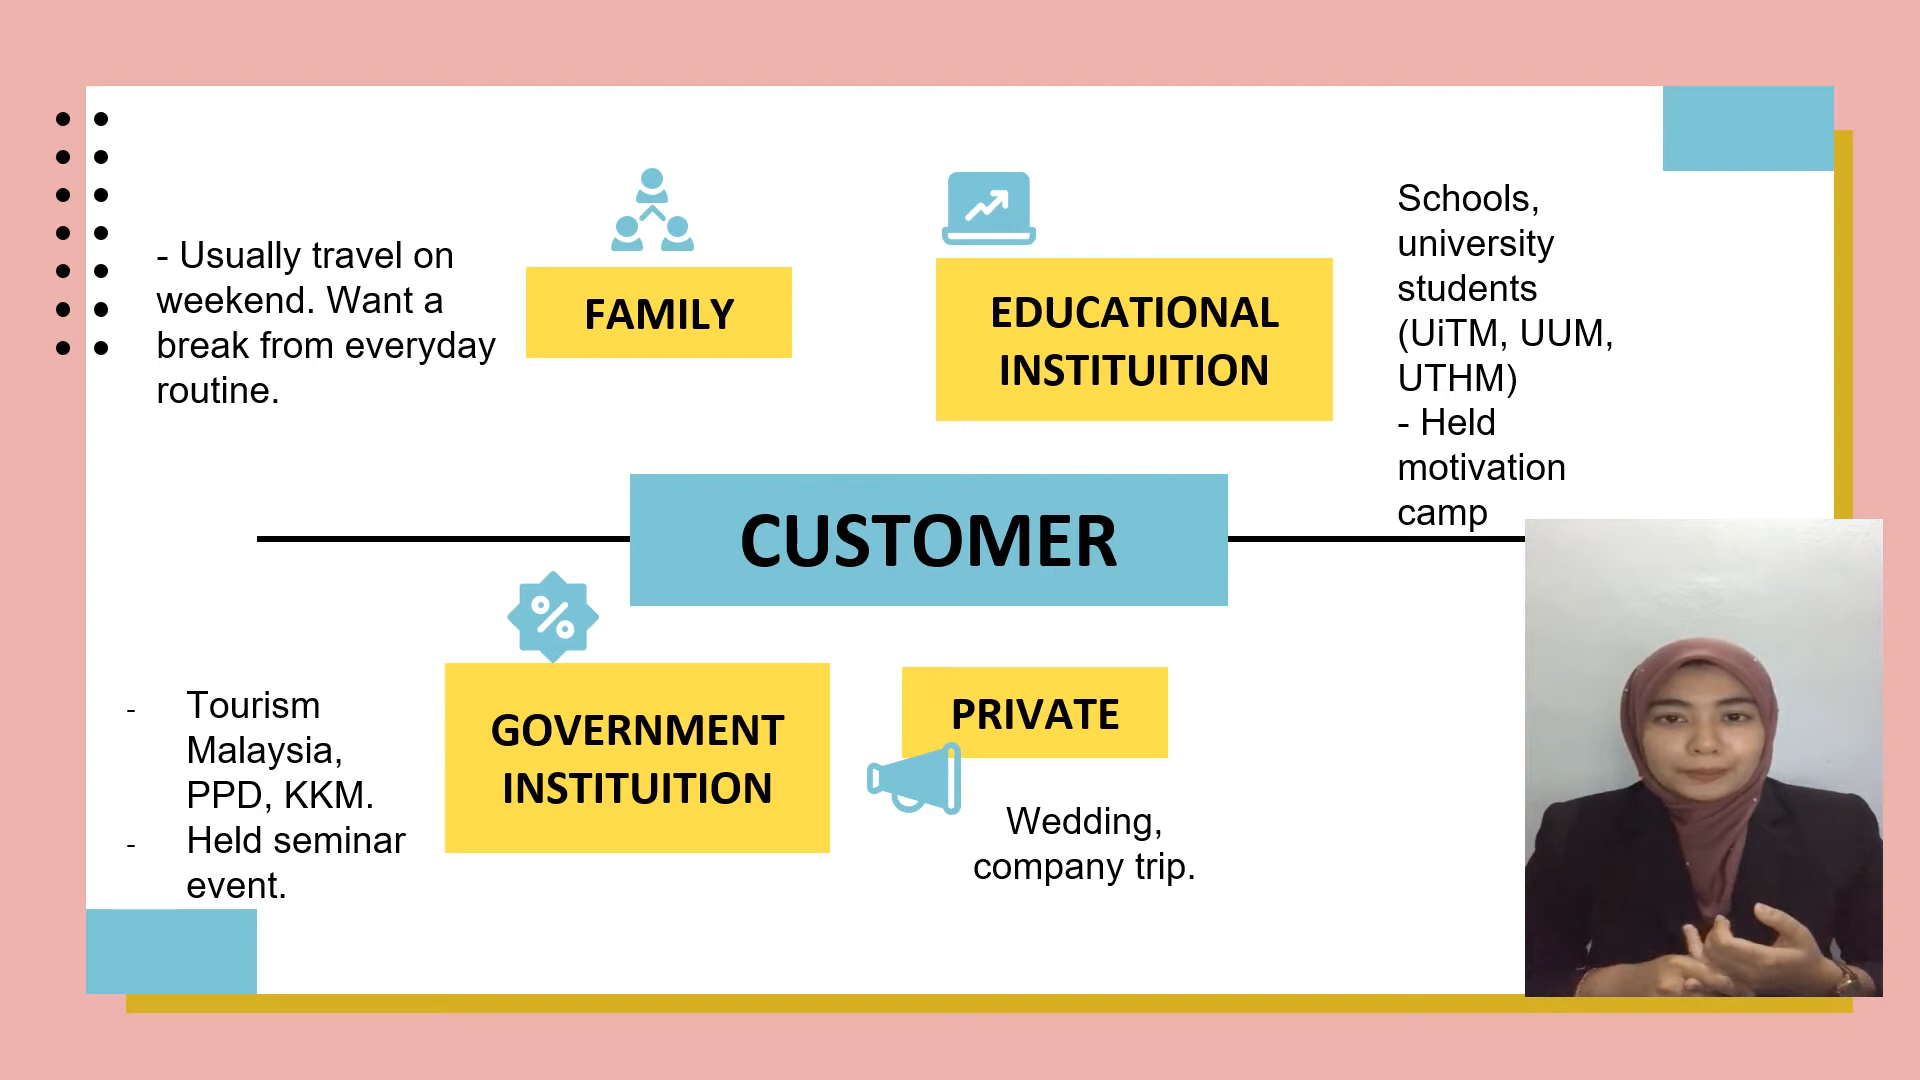 - Usually travel on
weekend. Want a
break from everyday
routine.
FAMILY
EDUCATIONAL
INSTITUITION
Schools,
university
students
(UiTM, UUM,
UTHM)
- Held
motivation
camp
CUSTOMER
- Tourism
Malaysia,
PPD, KKM.
- Held seminar
event.
%
GOVERNMENT
INSTITUITION
PRIVATE
Wedding,
company trip.